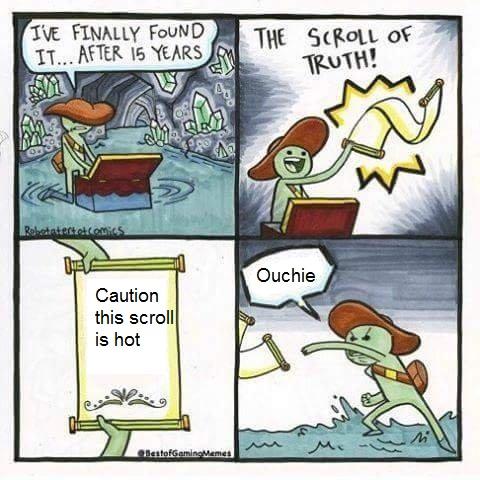 I'VE FINALLY FOUND
IT... AFTER 15 YEARS
THE SCROLL OF
TRUTH!
Robotatertotcomics
Caution
this scroll
is hot
Ouchie
@BestofGamingMemes